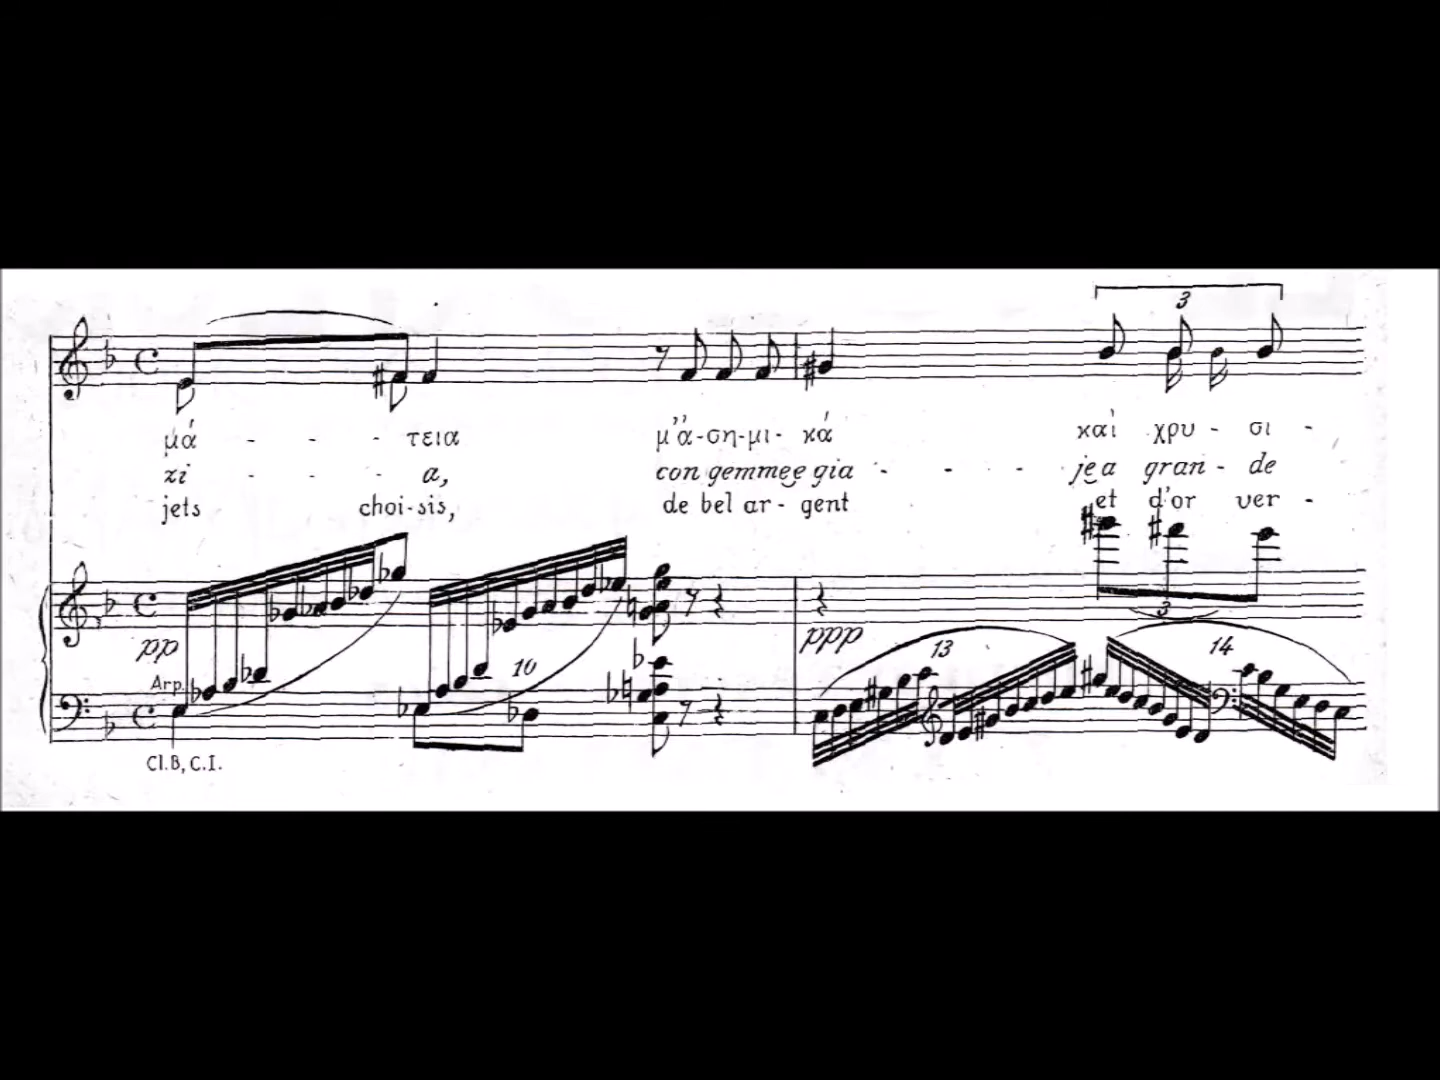 3
μά - - - τεια μ’ἀ-ση-μι- κά καὶ χρυ - σι -
zi - - - a, con gemme e gia - - - je a gran - de
jets choi-sis, de bel ar - gent et d’or ver -
3
pp ppp
13 14
Arp. 10
Cl.B, C.I.